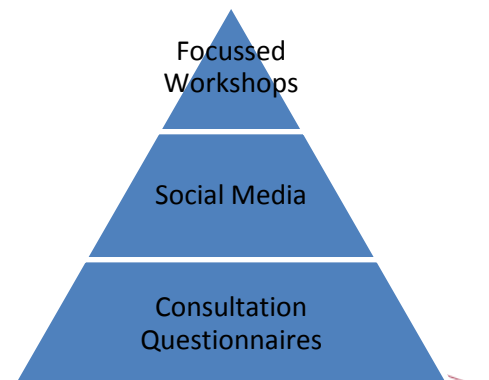 Focussed
Workshops
Social Media
Consultation
Questionnaires